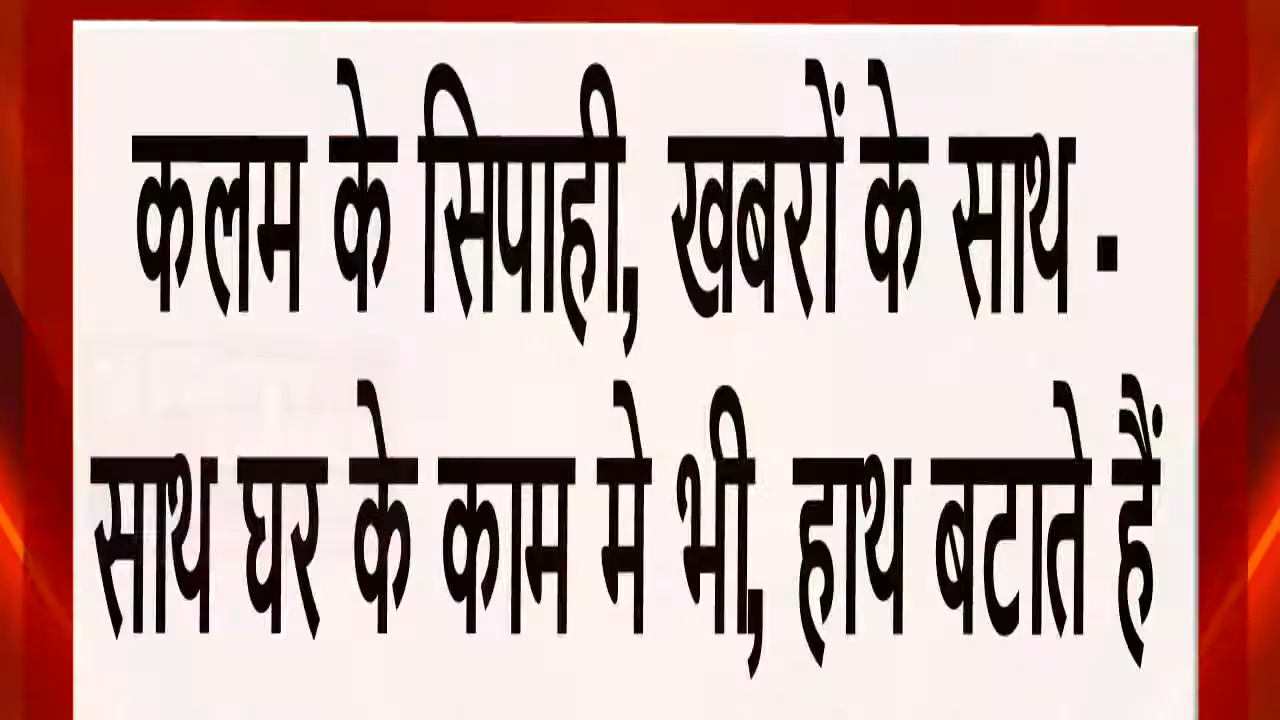 कलम के सिपाही, खबरों के साथ -
साथ घर के काम मे भी, हाथ बटाते हैं